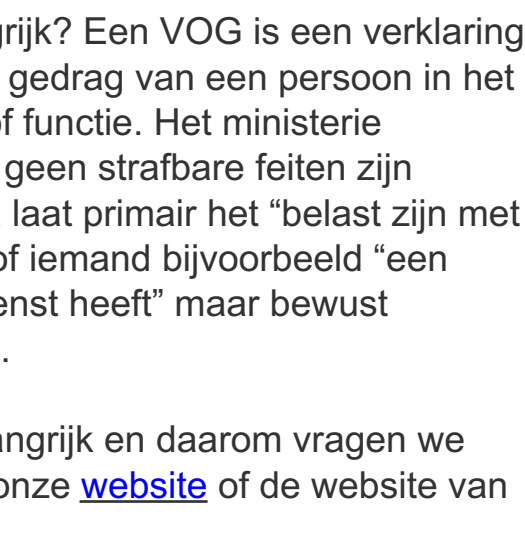 grijk? Een VOG is een verklaring
gedrag van een persoon in het
of functie. Het ministerie
geen strafbare feiten zijn
laat primair het “belast zijn met
of iemand bijvoorbeeld “een
enst heeft” maar bewust
.
angrijk en daarom vragen we
onze website of de website van